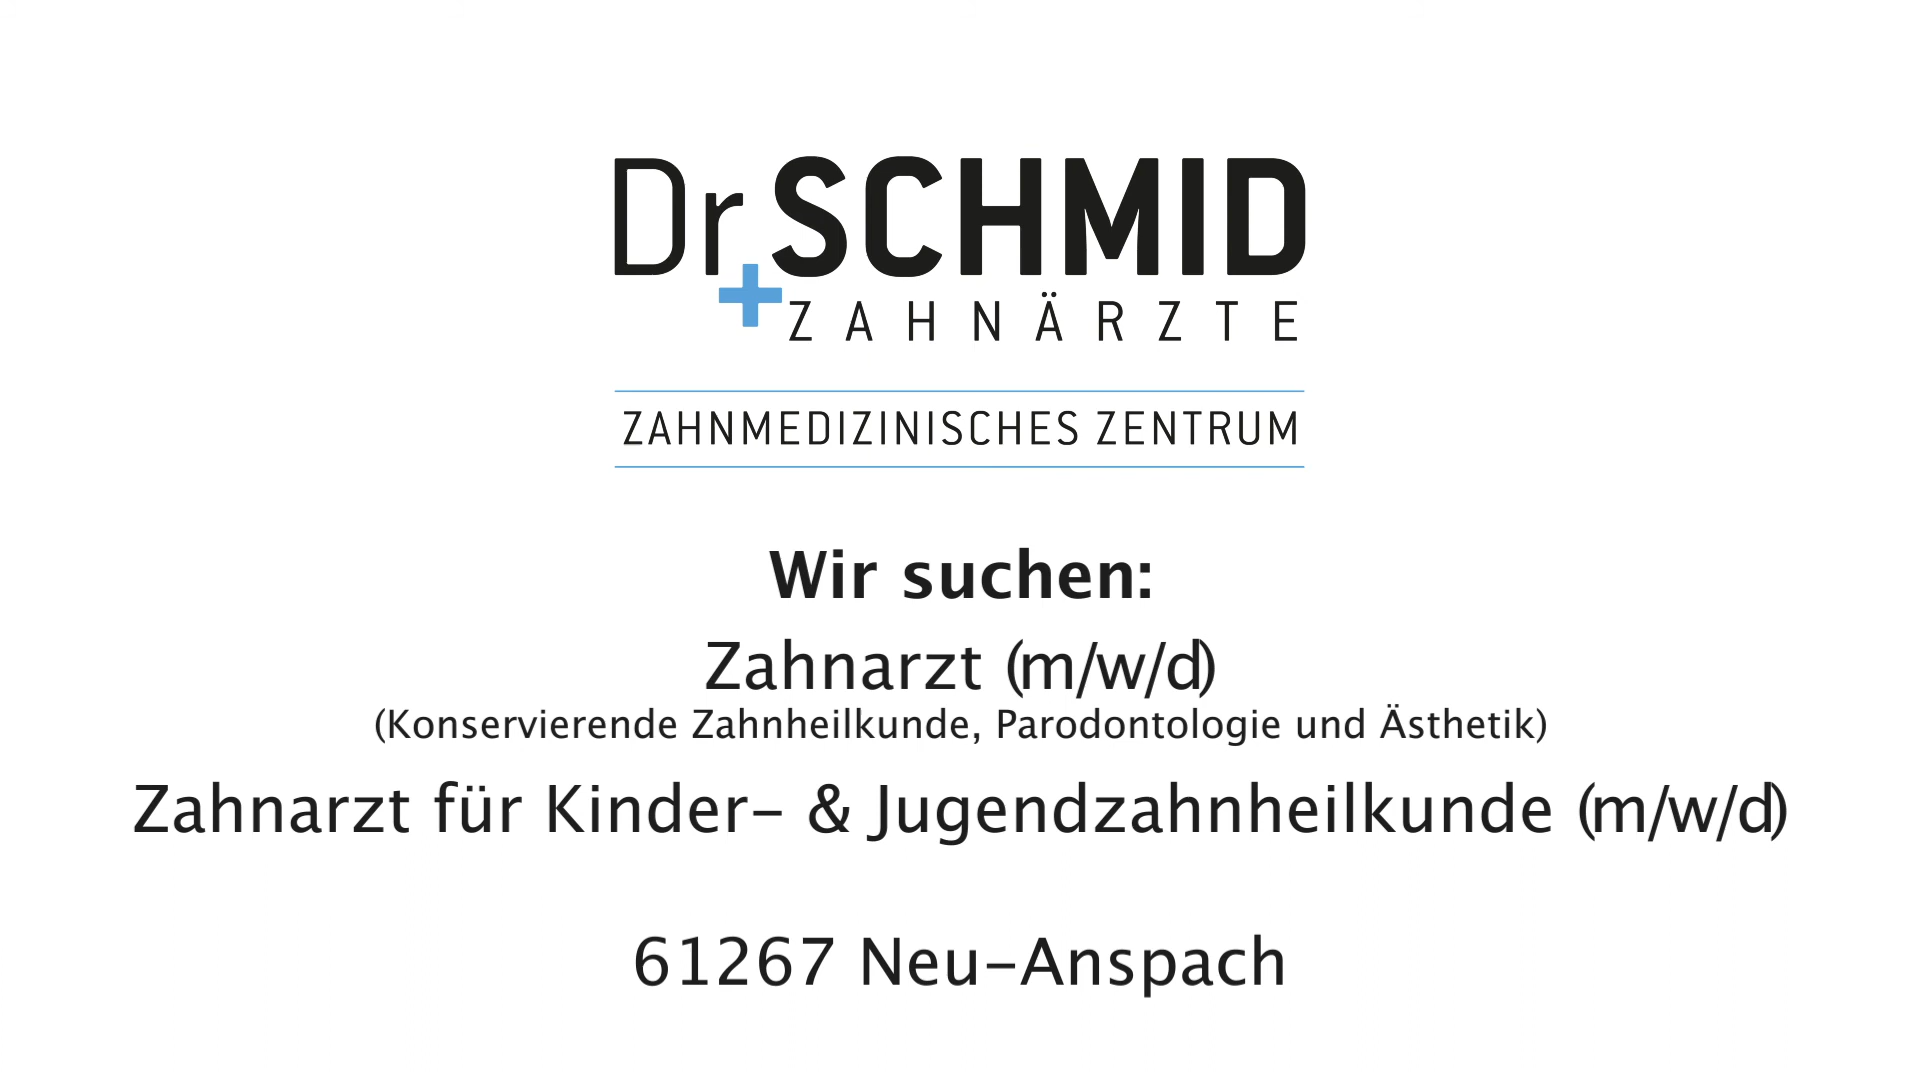 Dr SCHMID
ZAHNÄRZTE
ZAHNMEDIZINISCHES ZENTRUM
Wir suchen:
Zahnarzt (m/w/d)
(Konservierende Zahnheilkunde, Parodontologie und Ästhetik)
Zahnarzt für Kinder- & Jugendzahnheilkunde (m/w/d)
61267 Neu-Anspach